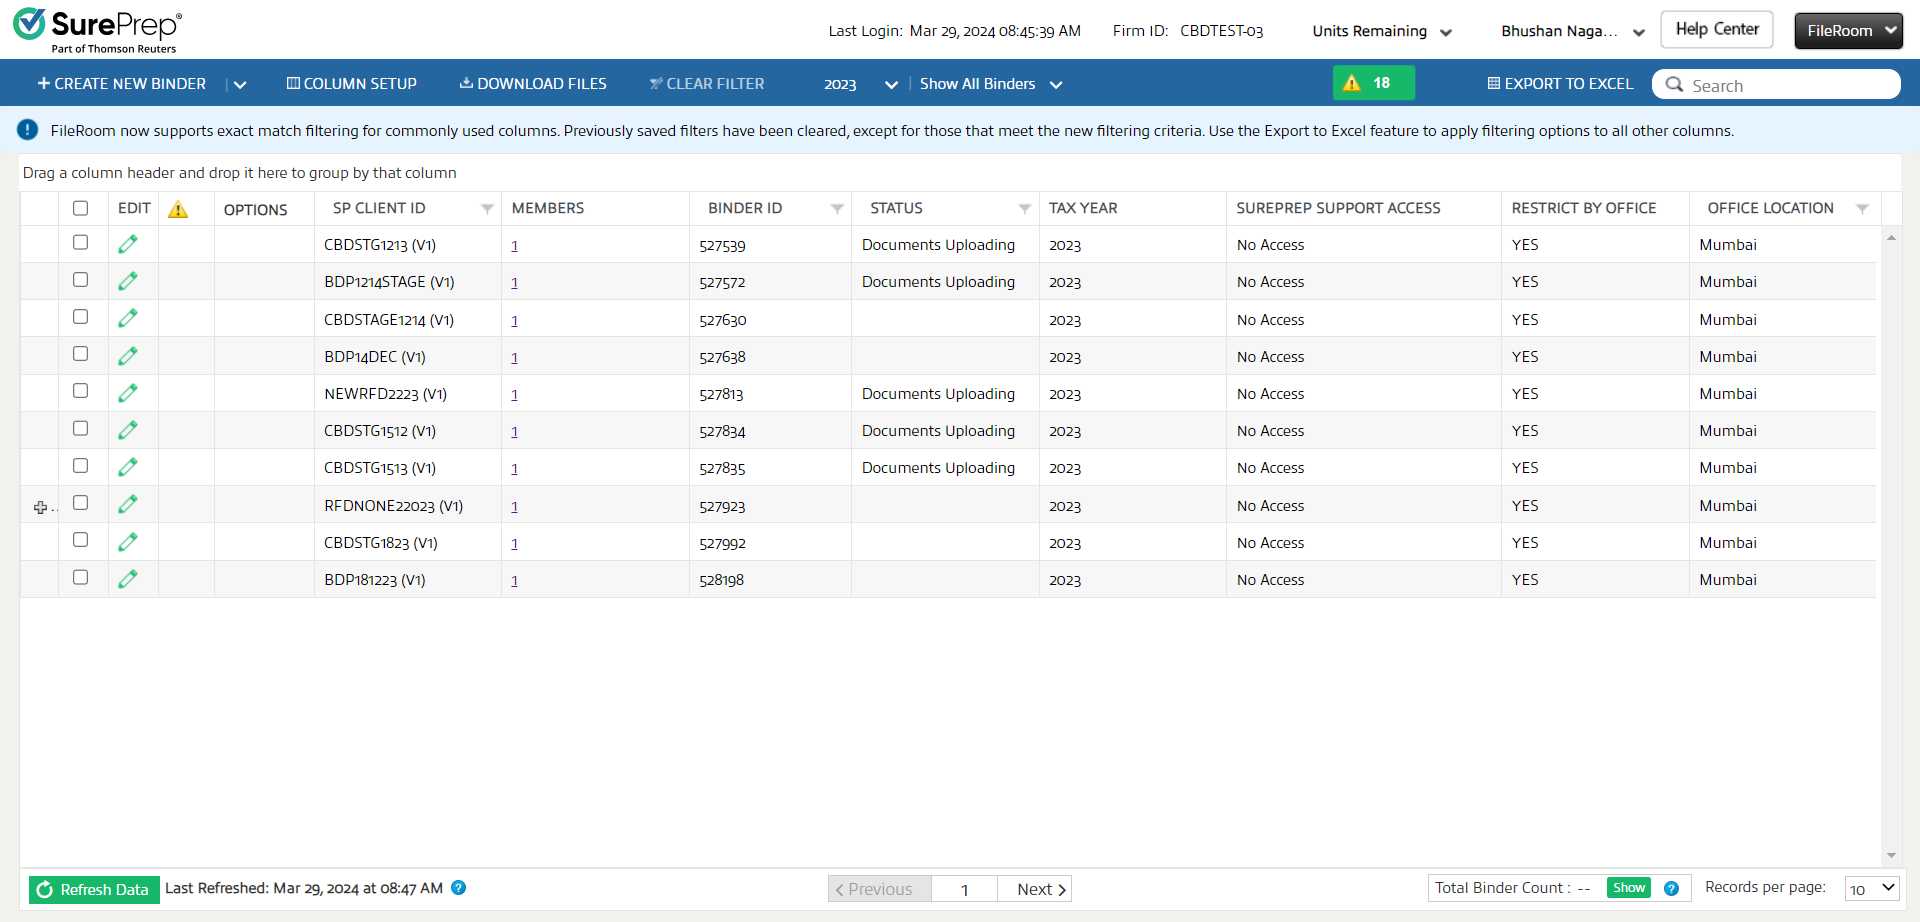 SurePrep®
Part of Thomson Reuters
Last Login: Mar 29, 2024 08:45:39 AM Firm ID: CBDTEST-03 Units Remaining Bhushan Naga... Help Center FileRoom
CREATE NEW BINDER | COLUMN SETUP DOWNLOAD FILES CLEAR FILTER 2023 | Show All Binders 18 EXPORT TO EXCEL Search
FileRoom now supports exact match filtering for commonly used columns. Previously saved filters have been cleared, except for those that meet the new filtering criteria. Use the Export to Excel feature to apply filtering options to all other columns.
Drag a column header and drop it here to group by that column
EDIT OPTIONS SP CLIENT ID MEMBERS BINDER ID STATUS TAX YEAR SUREPREP SUPPORT ACCESS RESTRICT BY OFFICE OFFICE LOCATION
CBDSTG1213 (V1) 1 527539 Documents Uploading 2023 No Access YES Mumbai
BDP1214STAGE (V1) 1 527572 Documents Uploading 2023 No Access YES Mumbai
CBDSTAGE1214 (V1) 1 527630 2023 No Access YES Mumbai
BDP14DEC (V1) 1 527638 2023 No Access YES Mumbai
NEWRFD2223 (V1) 1 527813 Documents Uploading 2023 No Access YES Mumbai
CBDSTG1512 (V1) 1 527834 Documents Uploading 2023 No Access YES Mumbai
CBDSTG1513 (V1) 1 527835 Documents Uploading 2023 No Access YES Mumbai
.. RFDNONE22023 (V1) 1 527923 2023 No Access YES Mumbai
CBDSTG1823 (V1) 1 527992 2023 No Access YES Mumbai
BDP181223 (V1) 1 528198 2023 No Access YES Mumbai
Refresh Data Last Refreshed: Mar 29, 2024 at 08:47 AM ? Previous 1 Next Total Binder Count : -- Show ? Records per page: 10